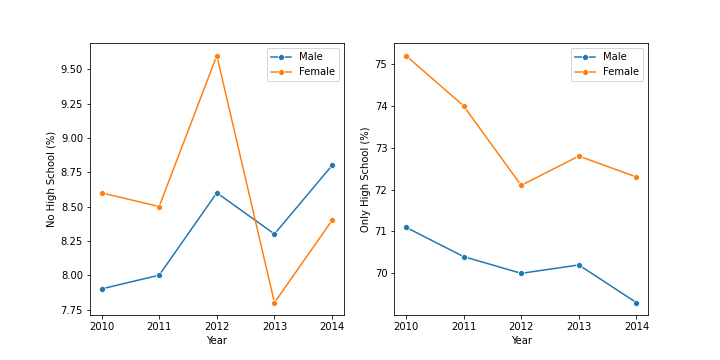 No High School (%)
9.50
9.25
9.00
8.75
8.50
8.25
8.00
7.75
2010 2011 2012 2013 2014
Year
Male
Female
Only High School (%)
75
74
73
72
71
70
2010 2011 2012 2013 2014
Year
Male
Female